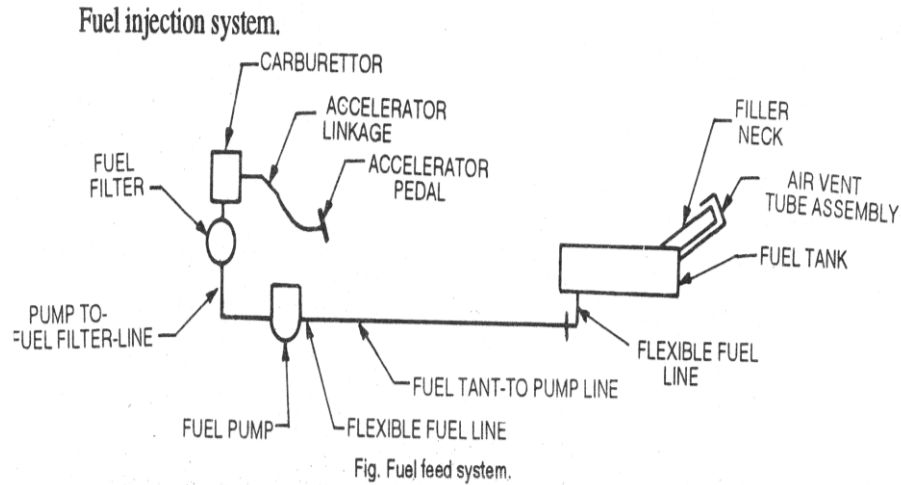 Fuel injection system.
CARBURETTOR
ACCELERATOR
LINKAGE
FILLER
NECK
FUEL
FILTER
ACCELERATOR
PEDAL
AIR VENT
TUBE ASSEMBLY
FUEL TANK
PUMP TO-
FUEL FILTER-LINE
FLEXIBLE FUEL
LINE
FUEL TANT-TO PUMP LINE
FUEL PUMP
FLEXIBLE FUEL LINE
Fig. Fuel feed system.